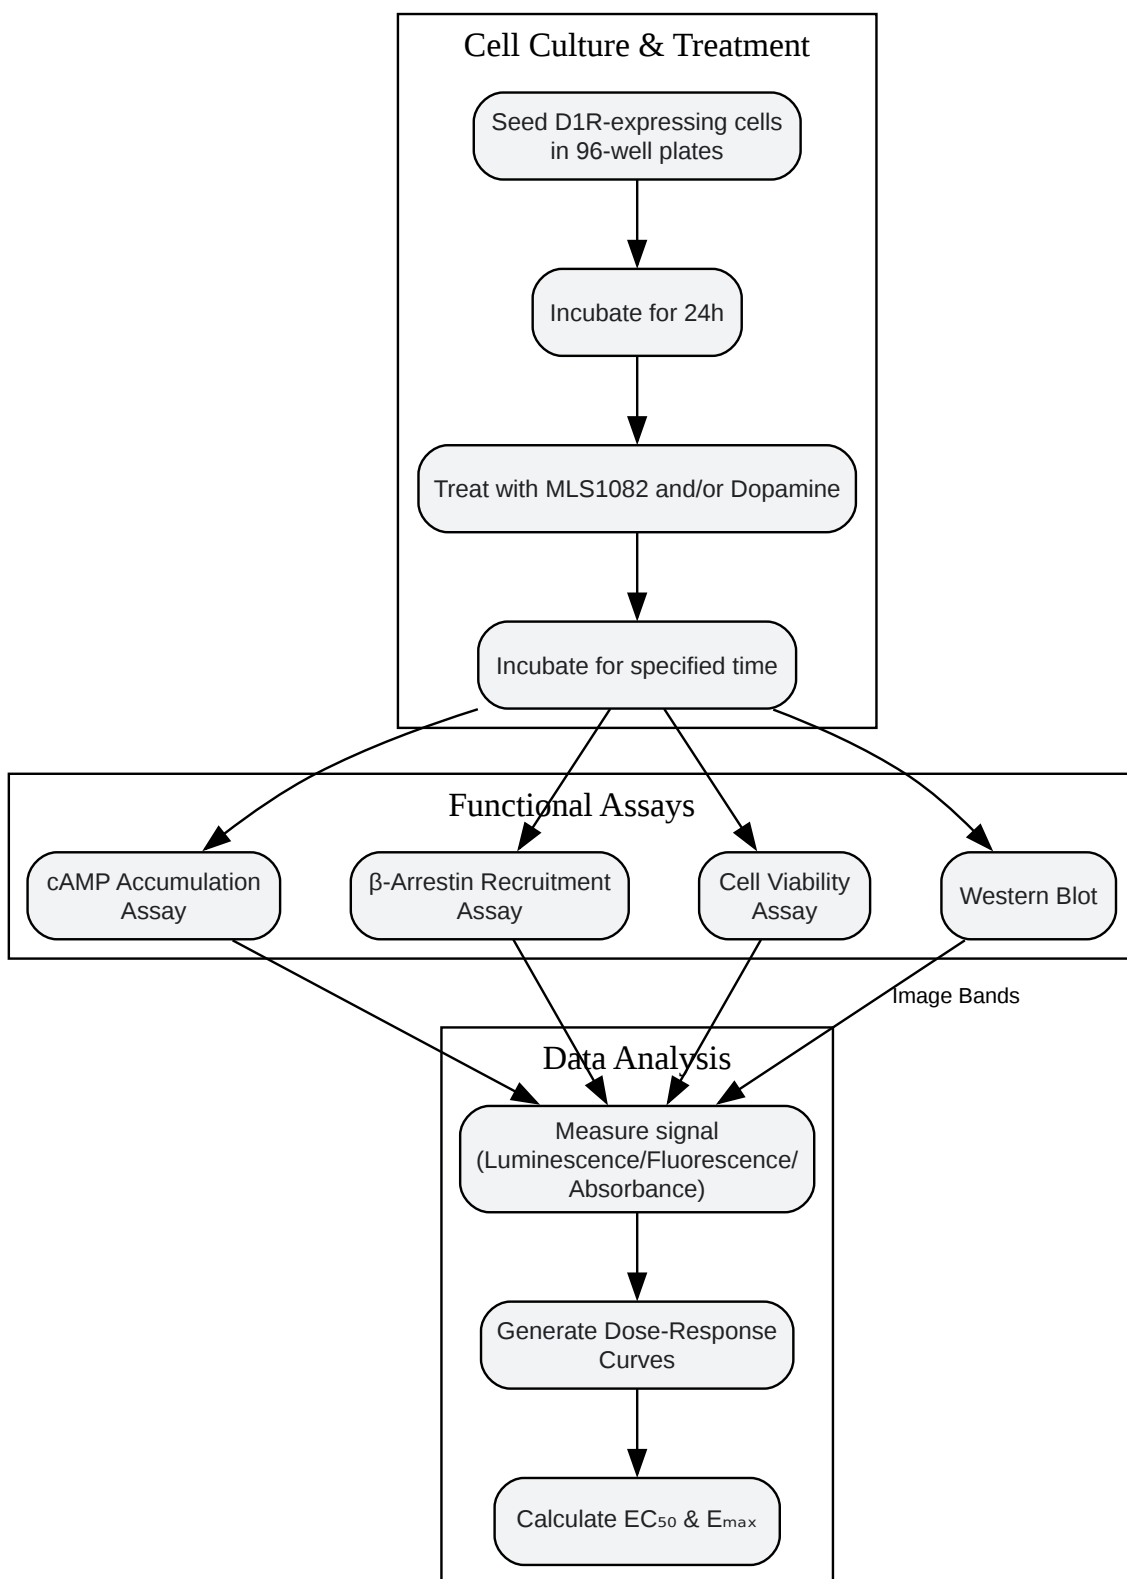 Cell Culture & Treatment
Seed D1R-expressing cells
in 96-well plates
Incubate for 24h
Treat with MLS1082 and/or Dopamine
Incubate for specified time
Functional Assays
cAMP Accumulation
Assay
β-Arrestin Recruitment
Assay
Cell Viability
Assay
Western Blot
Image Bands
Data Analysis
Measure signal
(Luminescence/Fluorescence/
Absorbance)
Generate Dose-Response
Curves
Calculate EC₅₀ & Eₘₐₓ